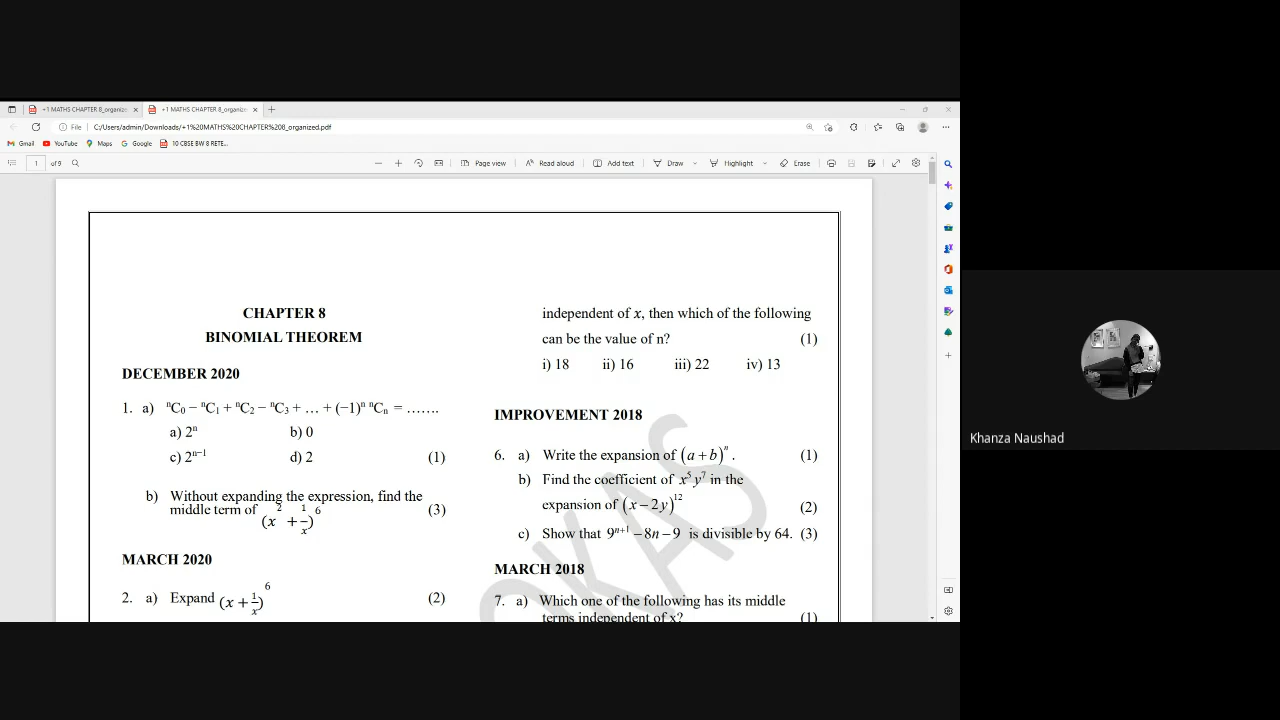 +1 MATHS CHAPTER 8_organize
+1 MATHS CHAPTER 8_organize
File
C:/Users/admin/Downloads/+1%20MATHS%20CHAPTER%208_organized.pdf
Gmail
YouTube
Maps
Google
10 CBSE BW 8 RETE...
1
of 9
Page view
Read aloud
Add text
Draw
Highlight
Erase
CHAPTER 8
BINOMIAL THEOREM
DECEMBER 2020
1. a) ⁿC₀ − ⁿC₁ + ⁿC₂ − ⁿC₃ + … + (−1)ⁿ ⁿCₙ = …….
a) 2ⁿ b) 0
c) 2ⁿ⁻¹ d) 2 (1)
b) Without expanding the expression, find the
middle term of (x² + 1/x)⁶ (3)
MARCH 2020
2. a) Expand (x + 1/x)⁶ (2)
independent of x, then which of the following
can be the value of n? (1)
i) 18 ii) 16 iii) 22 iv) 13
IMPROVEMENT 2018
6. a) Write the expansion of (a + b)ⁿ. (1)
b) Find the coefficient of x⁵y⁷ in the
expansion of (x − 2y)¹² (2)
c) Show that 9ⁿ⁺¹ − 8n − 9 is divisible by 64. (3)
MARCH 2018
7. a) Which one of the following has its middle
terms independent of x? (1)
OKAS
Khanza Naushad